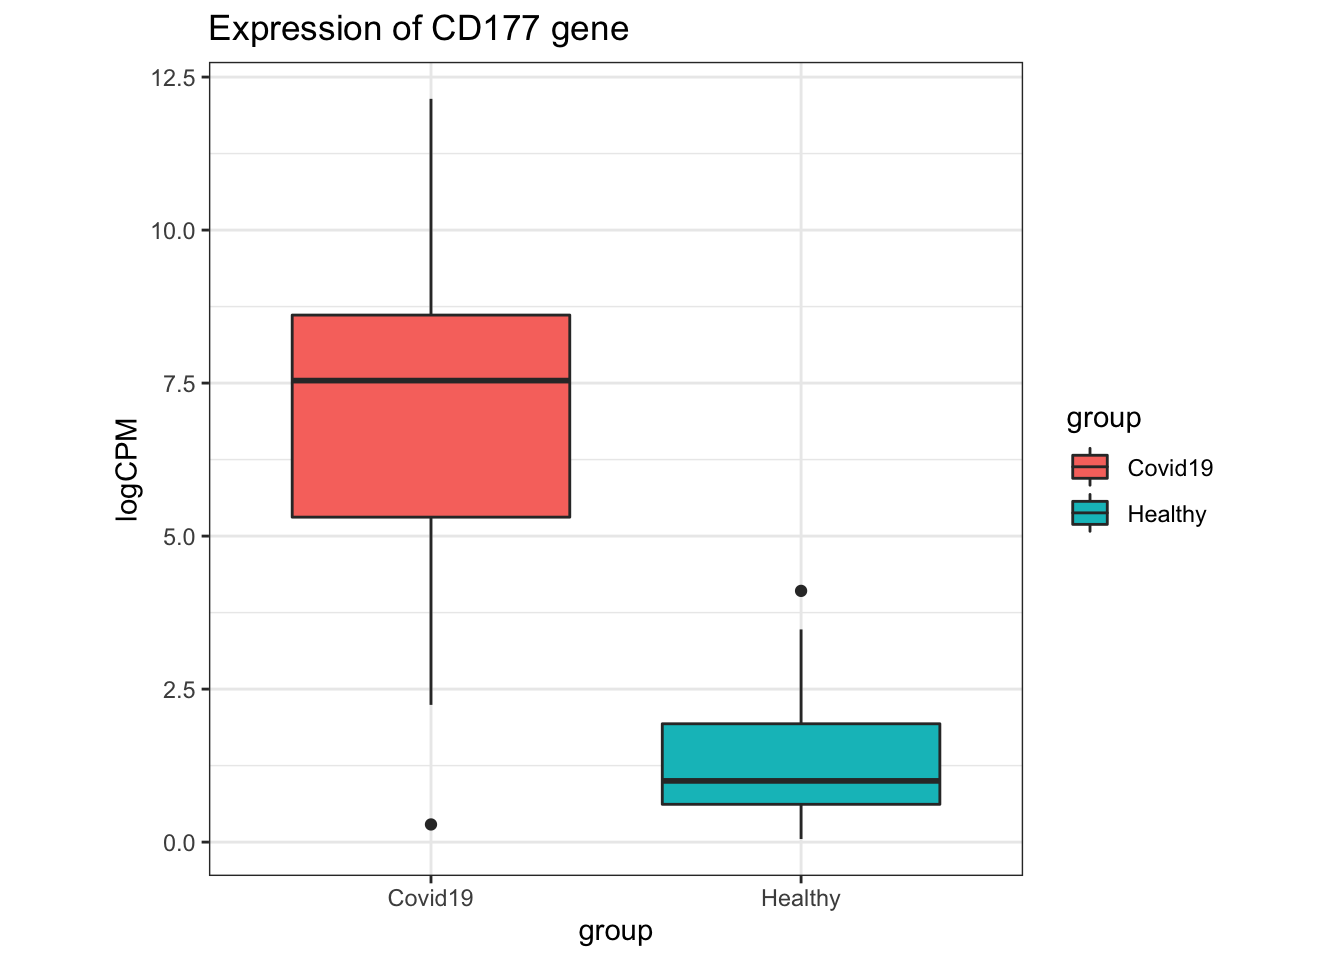 Expression of CD177 gene
12.5
10.0
7.5
5.0
2.5
0.0
logCPM
Covid19
Healthy
group
group
Covid19
Healthy